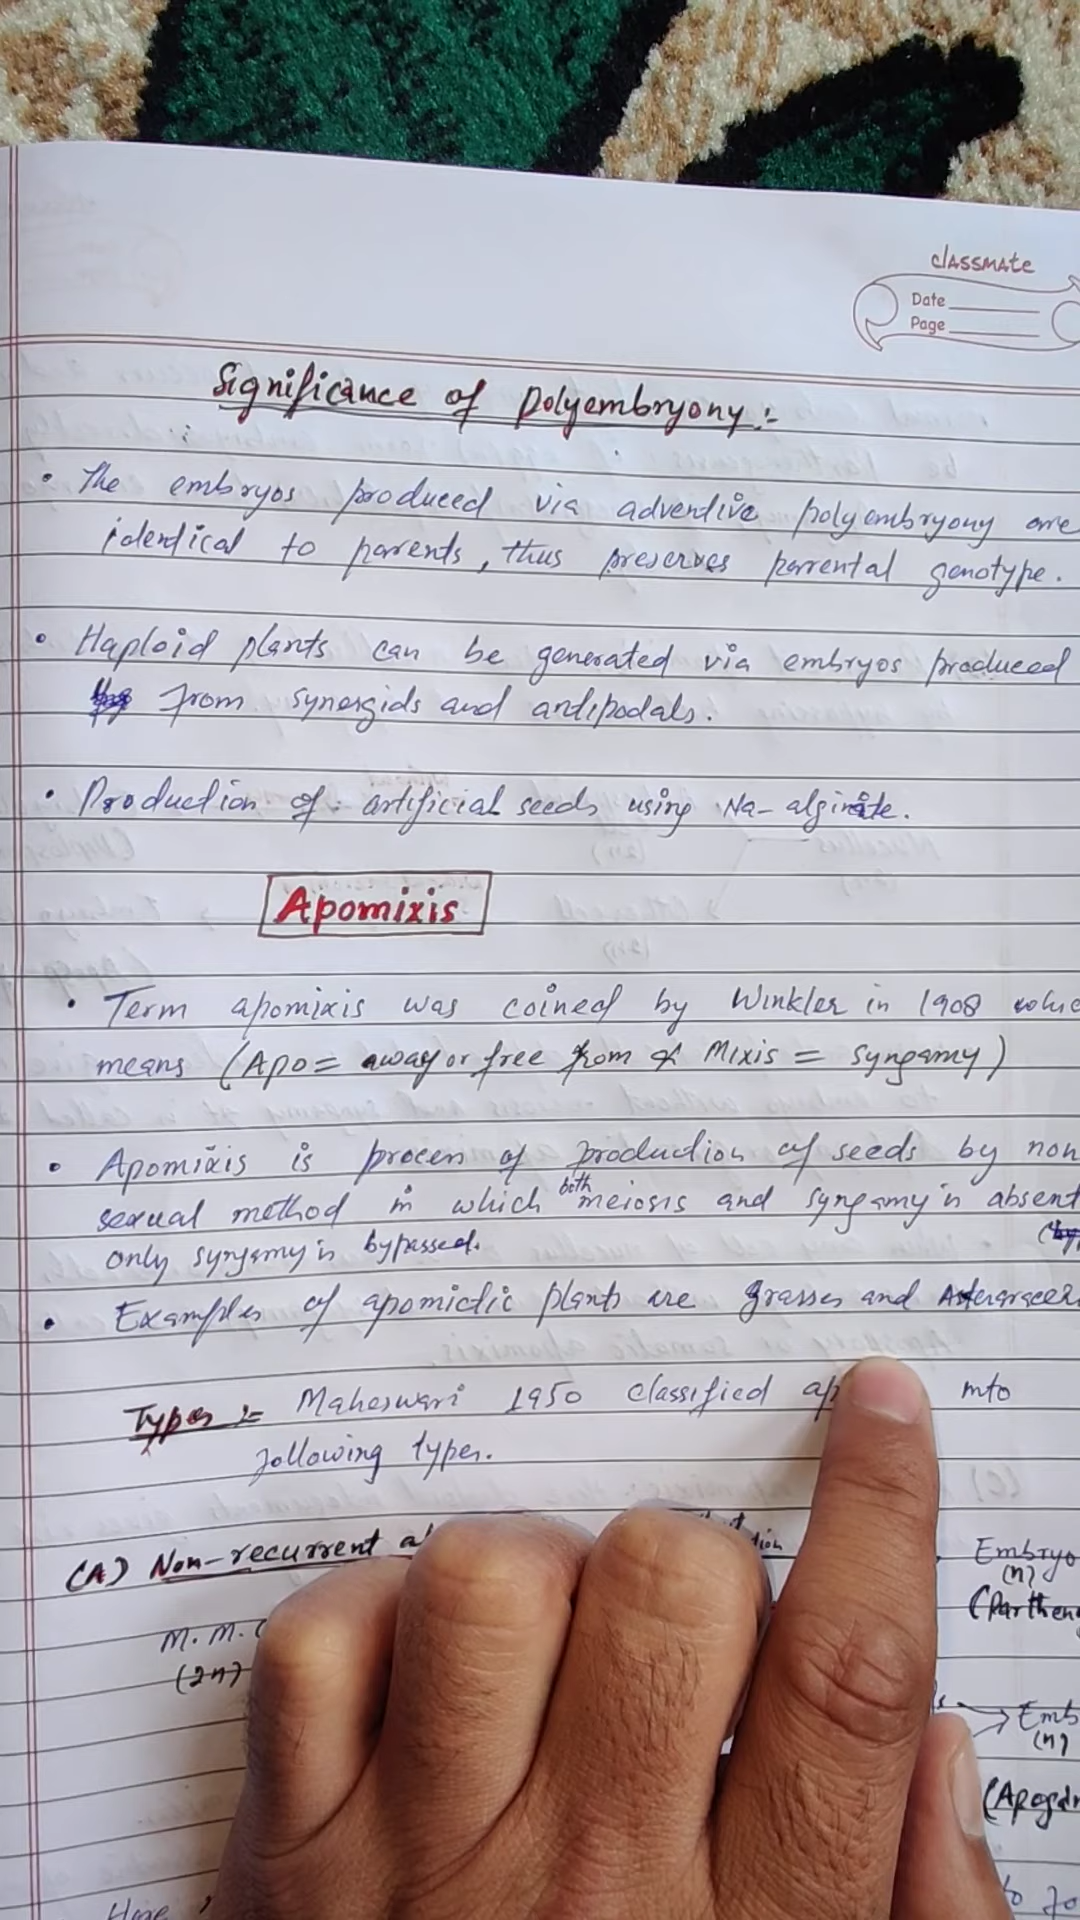 classmate
Date
Page
Significance of Polyembryony :-
• The embryos produced via adventive polyembryony are
identical to parents, thus preserves parental genotype.
• Haploid plants can be generated via embryos produced
from synergids and antipodals.
• Production of artificial seeds using Na-alginate.
Apomixis
• Term apomixis was coined by Winkler in 1908
means (Apo = away or free from & Mixis = syngamy)
• Apomixis is process of production of seeds by non
sexual method in which both meiosis and syngamy is absent
only syngamy is bypassed.
• Examples of apomictic plants are grasses and
Types :- Maheswari 1950 classified into
following types.
(A) Non-recurrent
Embryo
(n)
M. M.
(2n)
(n)